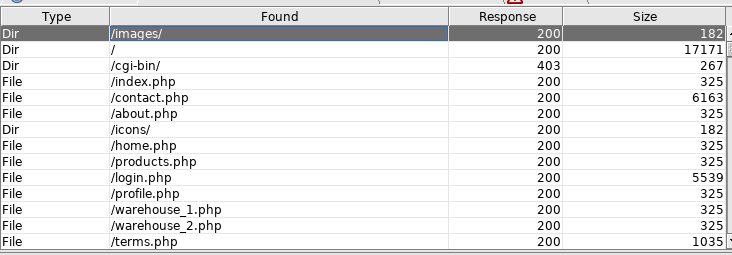 Type Found Response Size
Dir /images/ 200 182
Dir / 200 17171
Dir /cgi-bin/ 403 267
File /index.php 200 325
File /contact.php 200 6163
File /about.php 200 325
Dir /icons/ 200 182
File /home.php 200 325
File /products.php 200 325
File /login.php 200 5539
File /profile.php 200 325
File /warehouse_1.php 200 325
File /warehouse_2.php 200 325
File /terms.php 200 1035